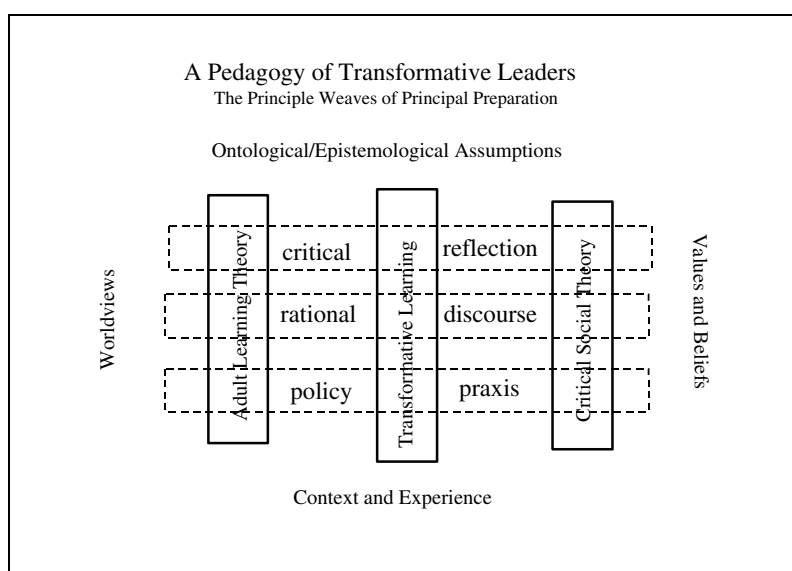 A Pedagogy of Transformative Leaders
The Principle Weaves of Principal Preparation
Ontological/Epistemological Assumptions
Worldviews
Adult Learning Theory
Transformative Learning
Critical Social Theory
critical reflection
rational discourse
policy praxis
Values and Beliefs
Context and Experience